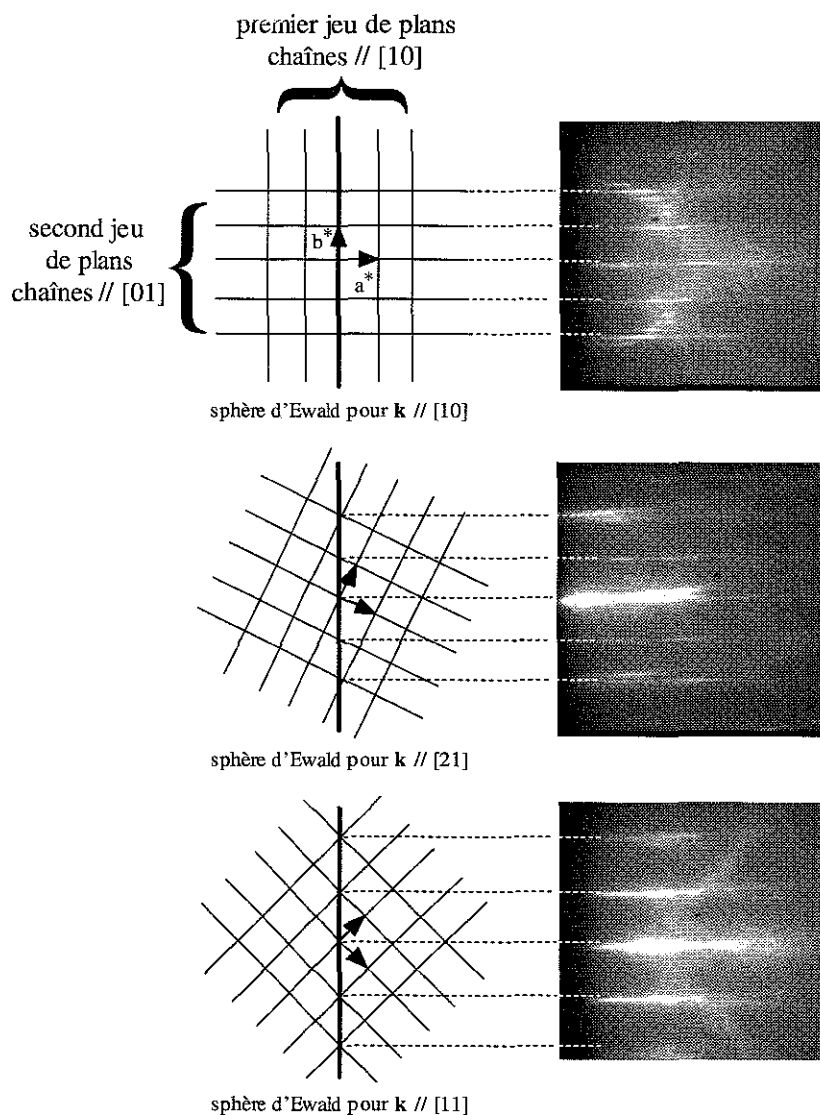 premier jeu de plans
chaînes // [10]
second jeu
de plans
chaînes // [01]
b*
a*
sphère d'Ewald pour k // [10]
sphère d'Ewald pour k // [21]
sphère d'Ewald pour k // [11]